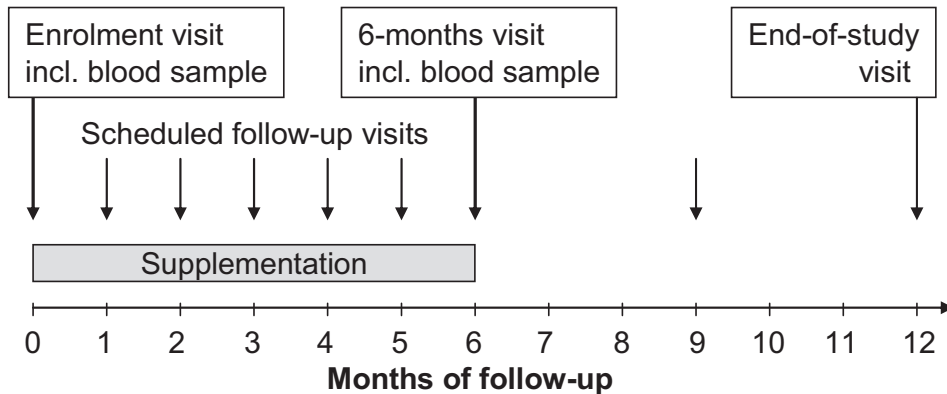 Enrolment visit
incl. blood sample
6-months visit
incl. blood sample
End-of-study
visit
Scheduled follow-up visits
Supplementation
0 1 2 3 4 5 6 7 8 9 10 11 12
Months of follow-up